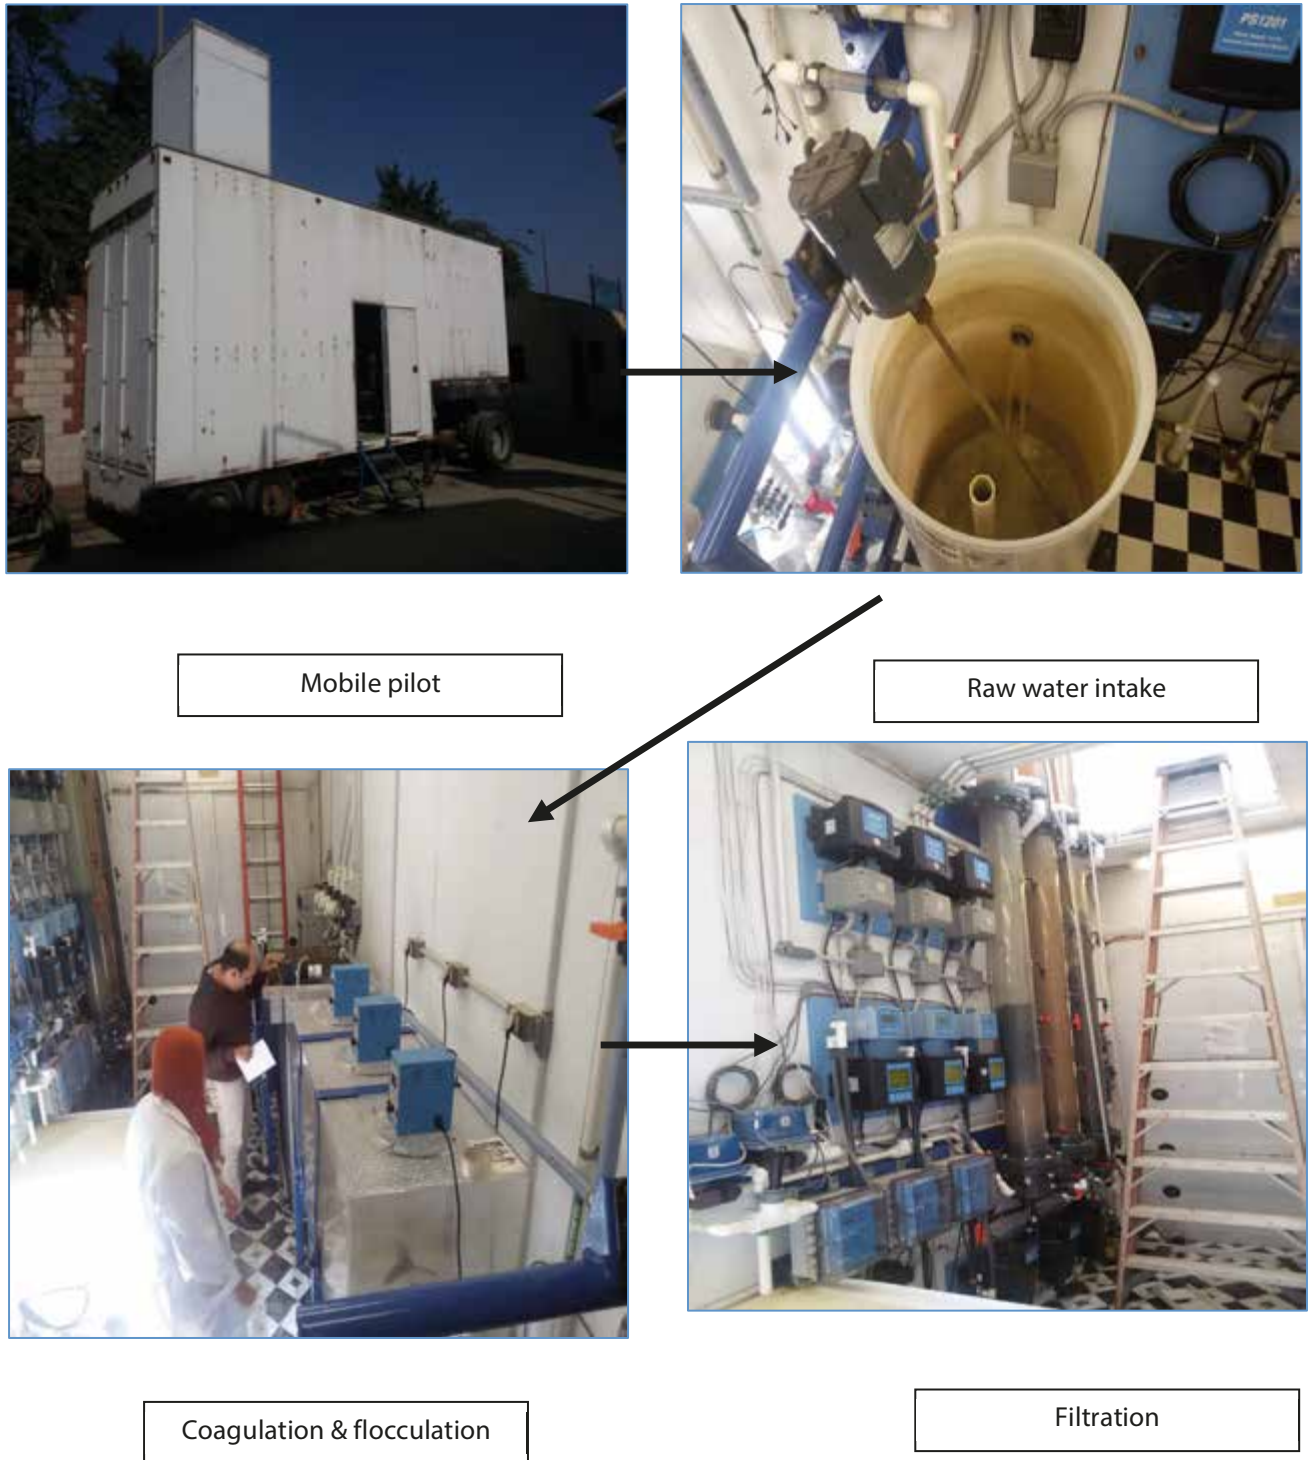 PS1201
Mobile pilot
Raw water intake
Coagulation & flocculation
Filtration